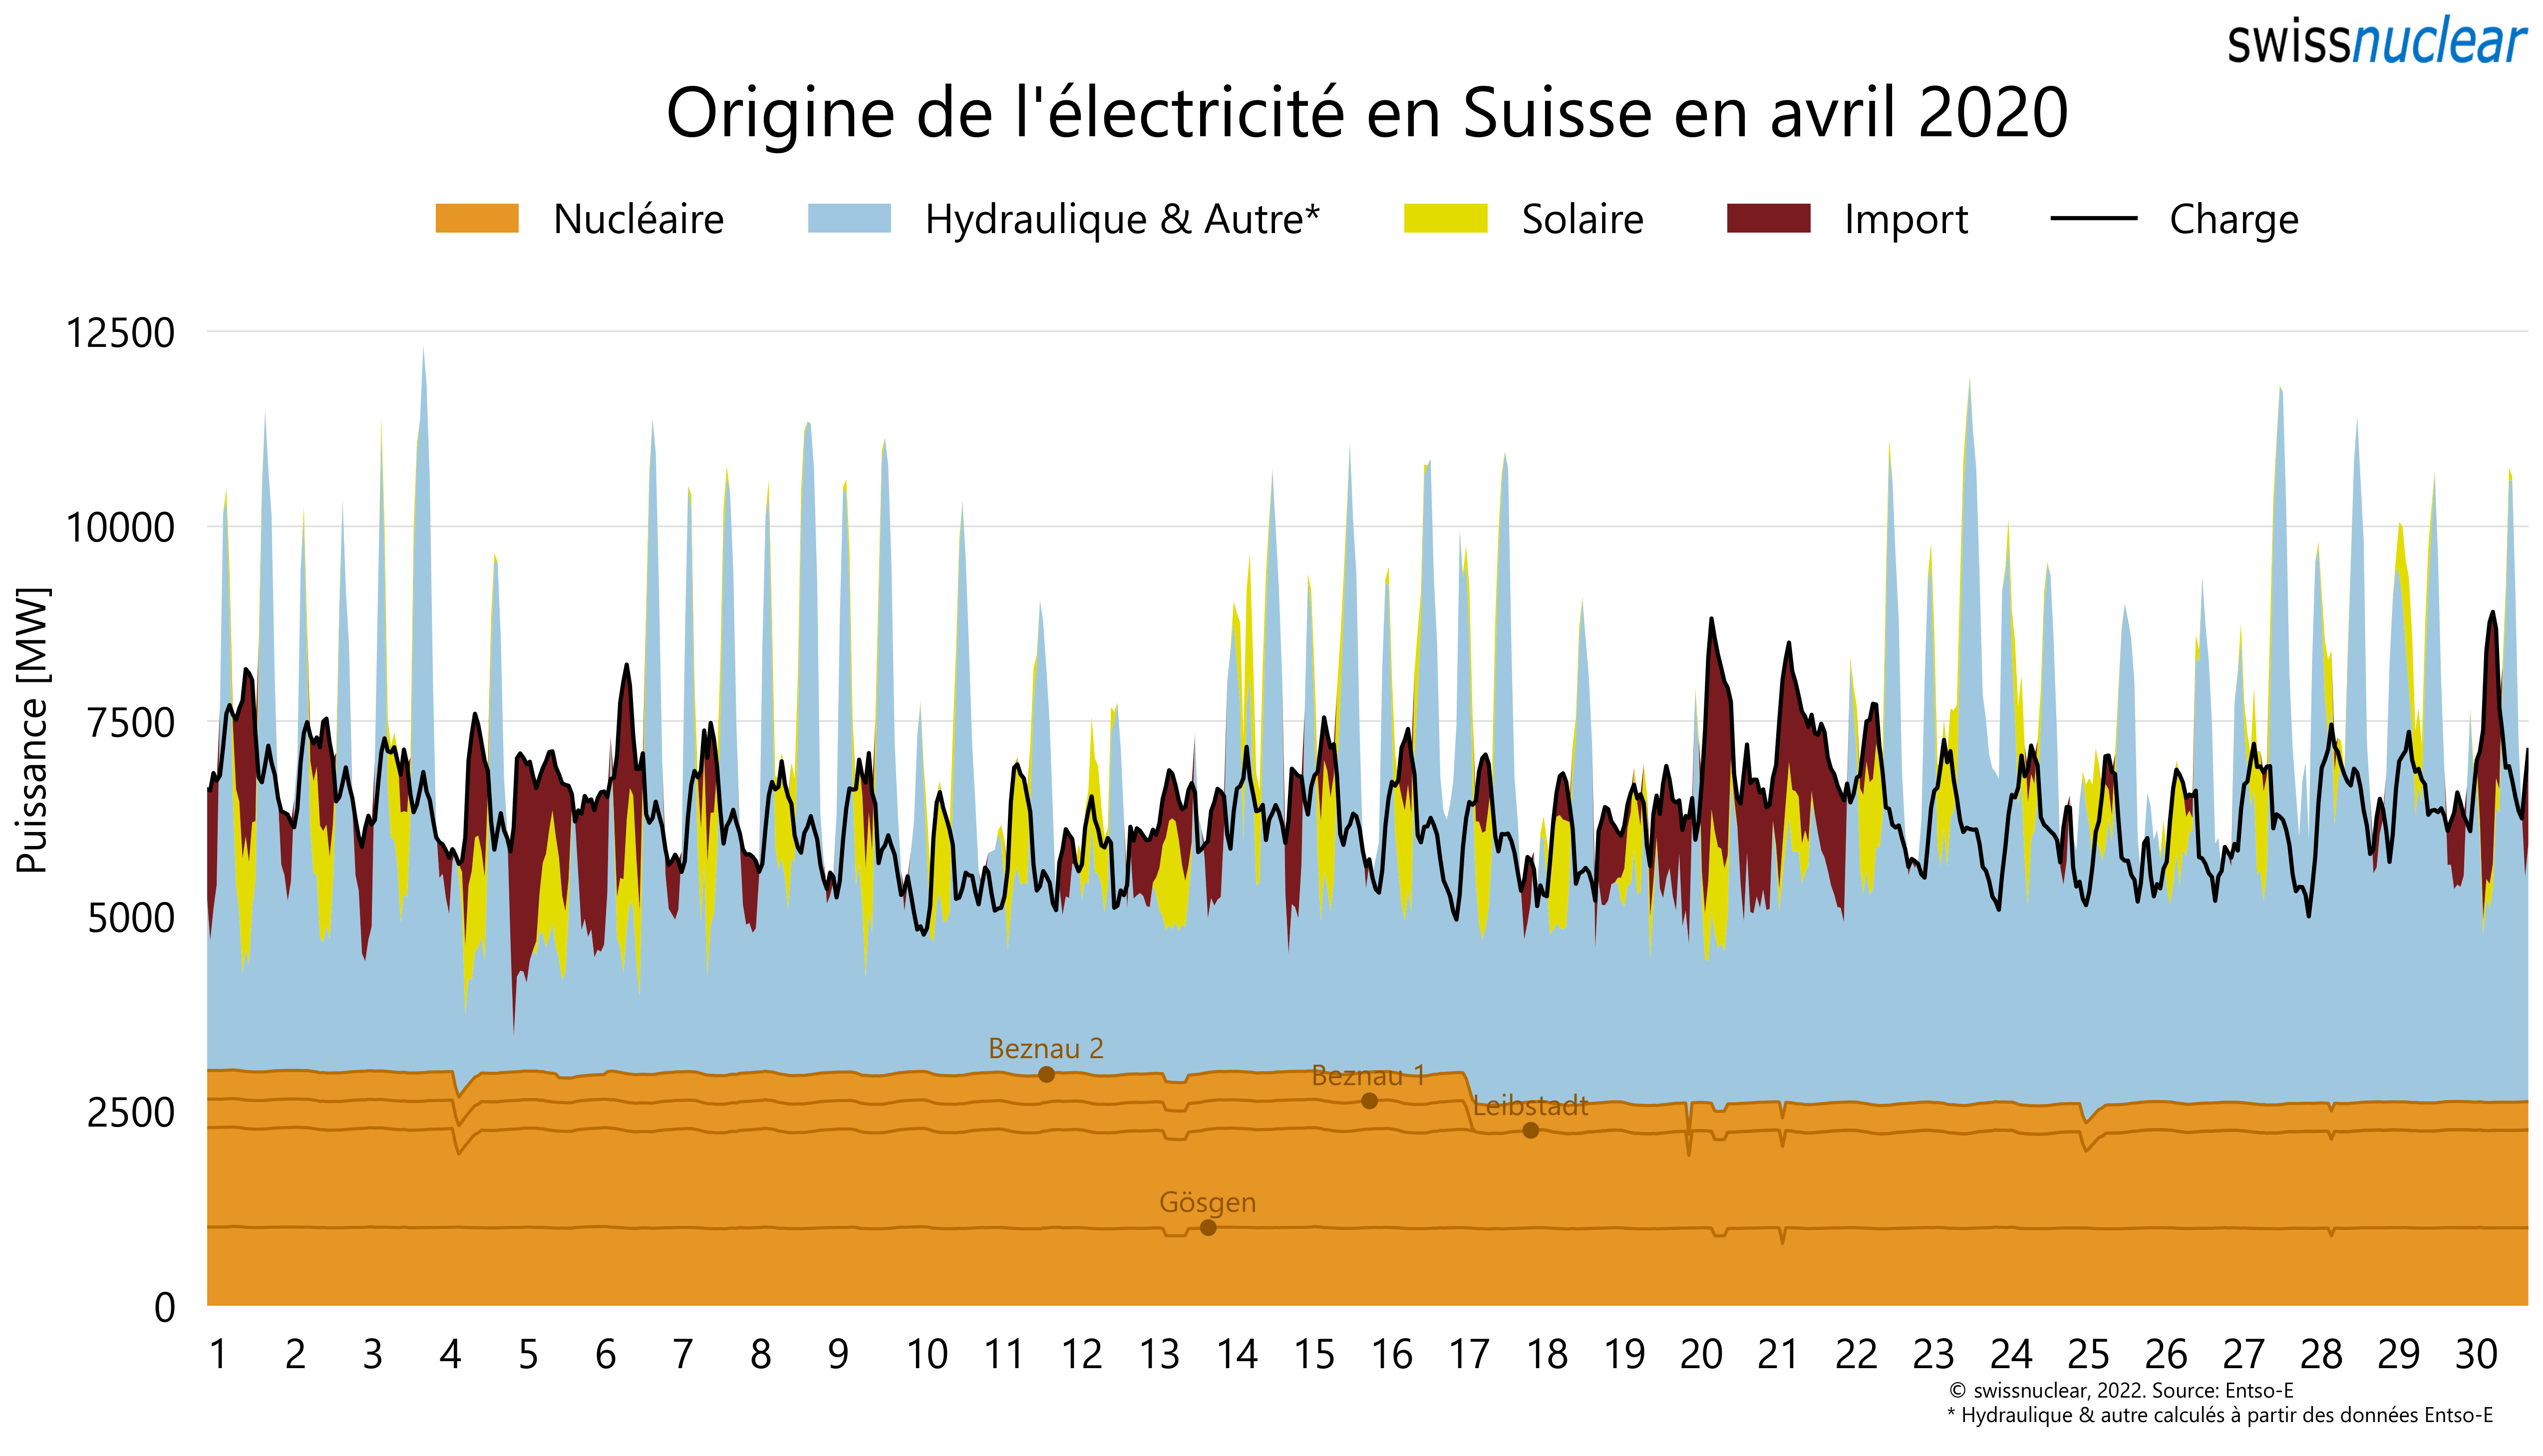 swissnuclear
Origine de l'électricité en Suisse en avril 2020
Nucléaire Hydraulique & Autre* Solaire Import Charge
12500
10000
7500
5000
2500
0
Puissance [MW]
Beznau 2
Beznau 1
Leibstadt
Gösgen
1 2 3 4 5 6 7 8 9 10 11 12 13 14 15 16 17 18 19 20 21 22 23 24 25 26 27 28 29 30
© swissnuclear, 2022. Source: Entso-E
* Hydraulique & autre calculés à partir des données Entso-E